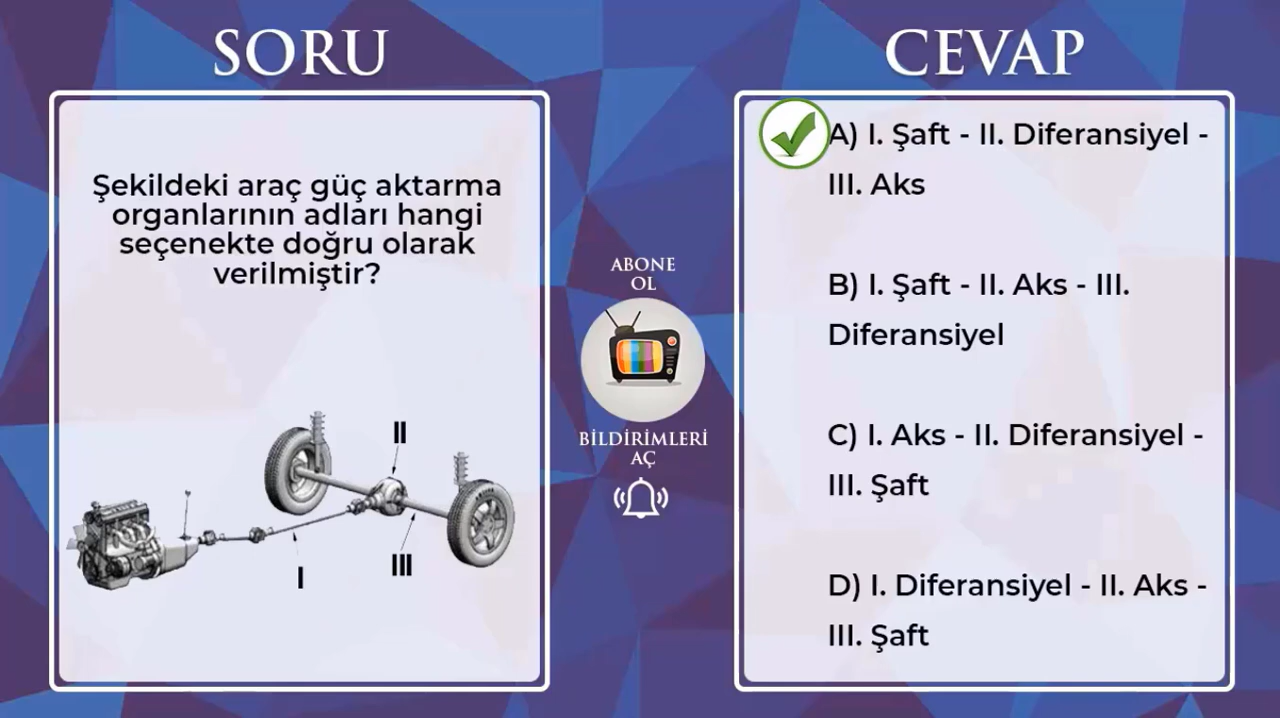 SORU
Şekildeki araç güç aktarma
organlarının adları hangi
seçenekte doğru olarak
verilmiştir?
II
I
III
ABONE
OL
BİLDİRİMLERİ
AÇ
CEVAP
A) I. Şaft - II. Diferansiyel -
III. Aks
B) I. Şaft - II. Aks - III.
Diferansiyel
C) I. Aks - II. Diferansiyel -
III. Şaft
D) I. Diferansiyel - II. Aks -
III. Şaft